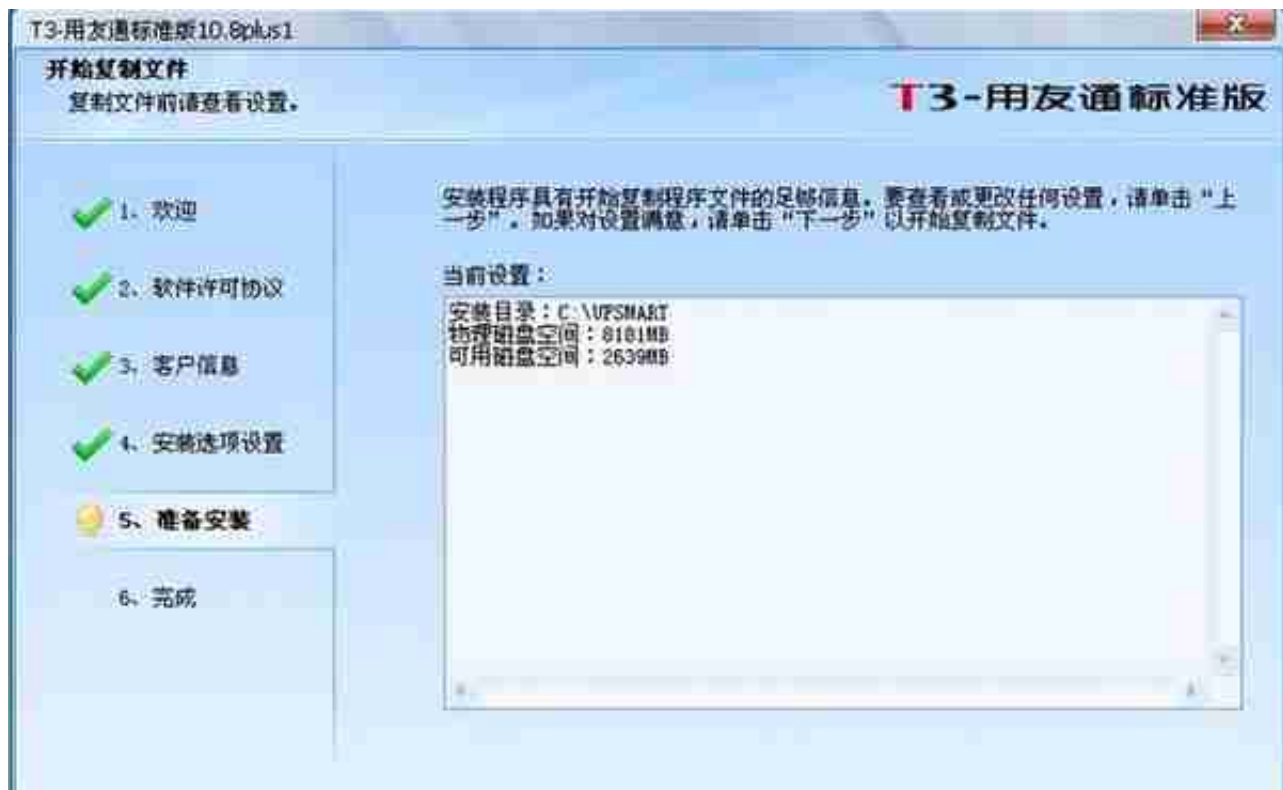 T3-用友通标准版10.8plus1
开始复制文件
复制文件前请查看设置。
T3-用友通标准版
1、欢迎
2、软件许可协议
3、客户信息
4、安装选项设置
5、准备安装
6、完成
安装程序具有开始复制程序文件的足够信息。要查看或更改任何设置，请单击“上
一步”。如果对设置满意，请单击“下一步”以开始复制文件。
当前设置：
安装目录：C:\UFSMART
物理磁盘空间：8181MB
可用磁盘空间：2639MB